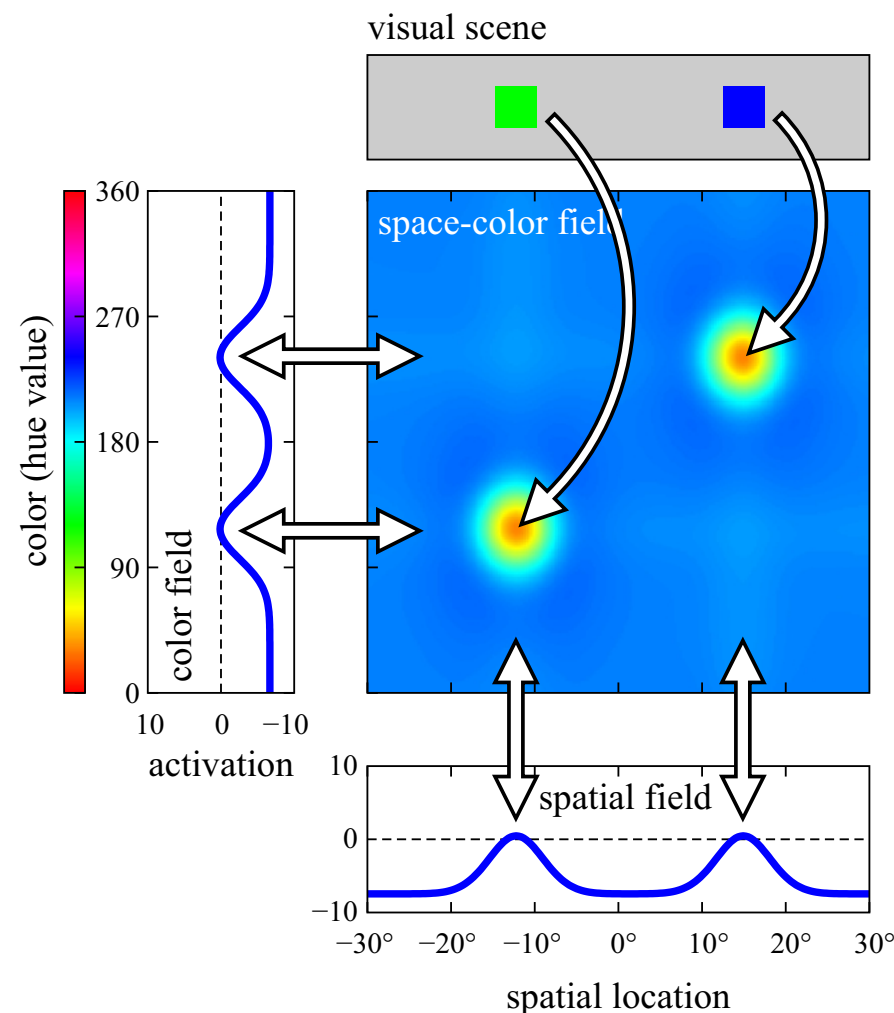 visual scene
space-color field
color (hue value)
360
270
180
90
0
color field
10 0 −10
activation
spatial field
10
0
−10
−30° −20° −10° 0° 10° 20° 30°
spatial location